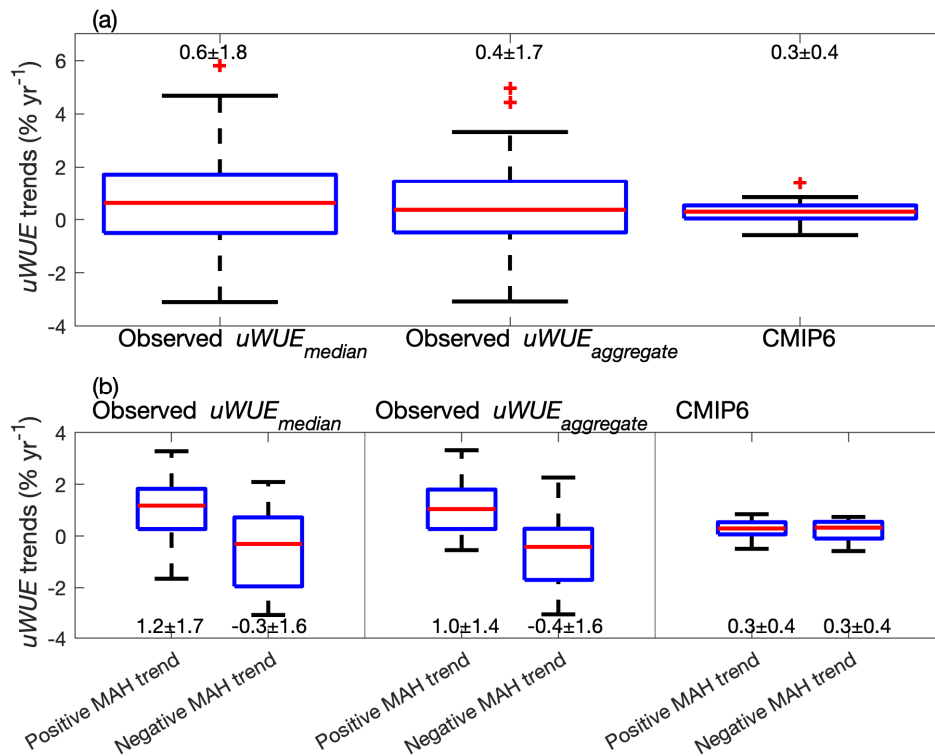 (a)
0.6±1.8 0.4±1.7 0.3±0.4
6
4
2
0
-2
-4
uWUE trends (% yr-1)
Observed uWUEmedian Observed uWUEaggregate CMIP6
(b)
Observed uWUEmedian Observed uWUEaggregate CMIP6
4
2
0
-2
-4
uWUE trends (% yr-1)
1.2±1.7 -0.3±1.6 1.0±1.4 -0.4±1.6 0.3±0.4 0.3±0.4
Positive MAH trend
Negative MAH trend
Positive MAH trend
Negative MAH trend
Positive MAH trend
Negative MAH trend